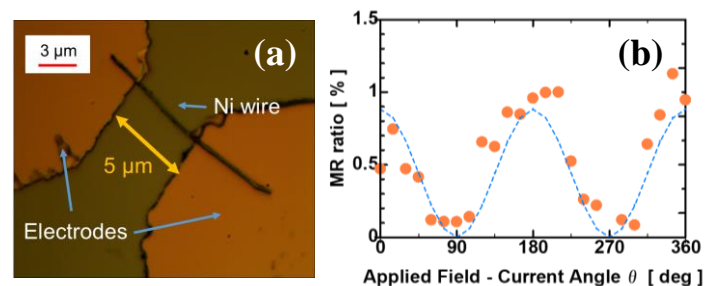 (a)
3 μm
Ni wire
5 μm
Electrodes
(b)
MR ratio [ % ]
1.5
1
0.5
0
0 90 180 270 360
Applied Field - Current Angle θ [ deg ]